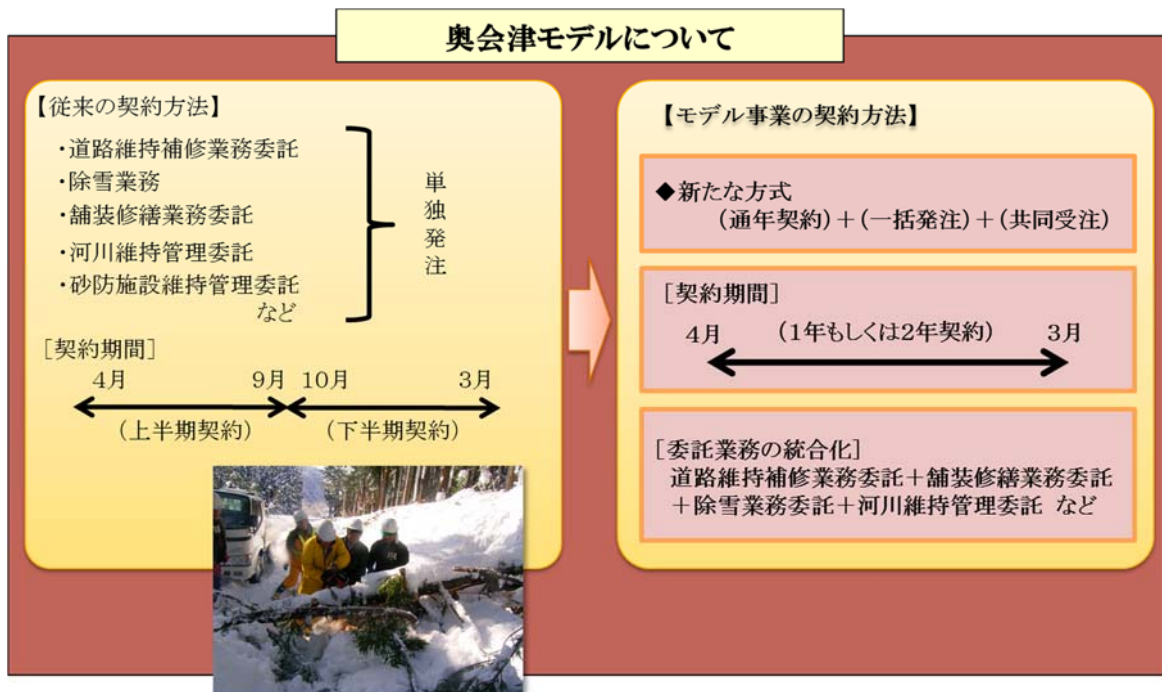 奥会津モデルについて
【従来の契約方法】
・道路維持補修業務委託
・除雪業務
・舗装修繕業務委託
・河川維持管理委託
・砂防施設維持管理委託
など
単独発注
［契約期間］
4月 9月 10月 3月
（上半期契約） （下半期契約）
【モデル事業の契約方法】
◆新たな方式
（通年契約）＋（一括発注）＋（共同受注）
［契約期間］
4月 （1年もしくは2年契約） 3月
［委託業務の統合化］
道路維持補修業務委託＋舗装修繕業務委託
＋除雪業務委託＋河川維持管理委託 など